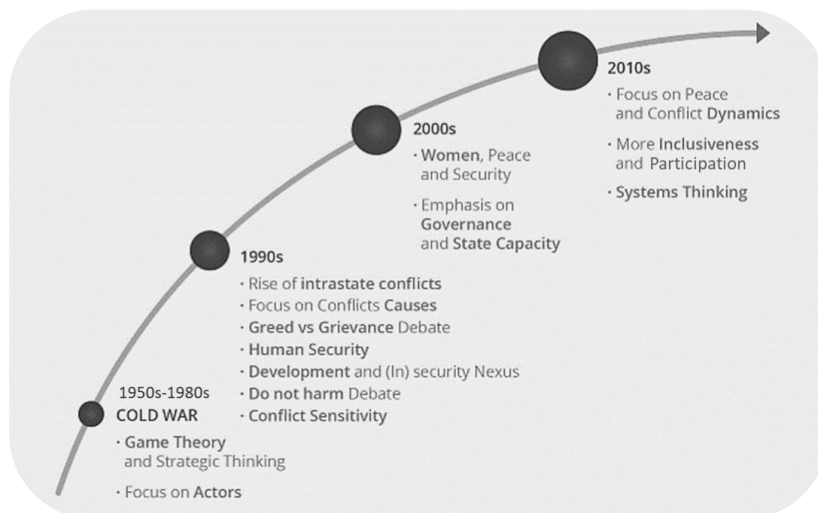 1950s-1980s
COLD WAR
· Game Theory
and Strategic Thinking
· Focus on Actors
1990s
· Rise of intrastate conflicts
· Focus on Conflicts Causes
· Greed vs Grievance Debate
· Human Security
· Development and (In) security Nexus
· Do not harm Debate
· Conflict Sensitivity
2000s
· Women, Peace
and Security
· Emphasis on
Governance
and State Capacity
2010s
· Focus on Peace
and Conflict Dynamics
· More Inclusiveness
and Participation
· Systems Thinking